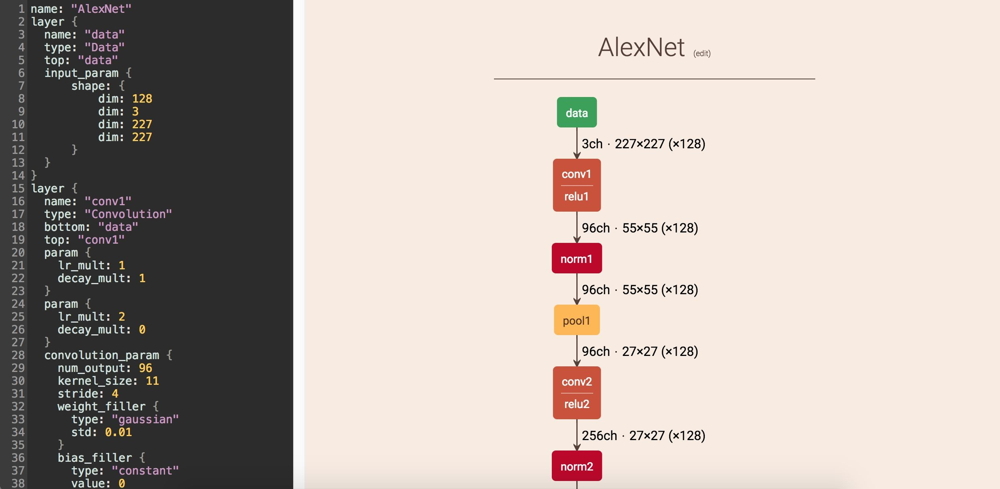 1 name: "AlexNet"
2 layer {
3   name: "data"
4   type: "Data"
5   top: "data"
6   input_param {
7       shape: {
8           dim: 128
9           dim: 3
10           dim: 227
11           dim: 227
12       }
13   }
14 }
15 layer {
16   name: "conv1"
17   type: "Convolution"
18   bottom: "data"
19   top: "conv1"
20   param {
21     lr_mult: 1
22     decay_mult: 1
23   }
24   param {
25     lr_mult: 2
26     decay_mult: 0
27   }
28   convolution_param {
29     num_output: 96
30     kernel_size: 11
31     stride: 4
32     weight_filler {
33       type: "gaussian"
34       std: 0.01
35     }
36     bias_filler {
37       type: "constant"
38       value: 0
AlexNet (edit)
data
3ch · 227×227 (×128)
conv1
relu1
96ch · 55×55 (×128)
norm1
96ch · 55×55 (×128)
pool1
96ch · 27×27 (×128)
conv2
relu2
256ch · 27×27 (×128)
norm2